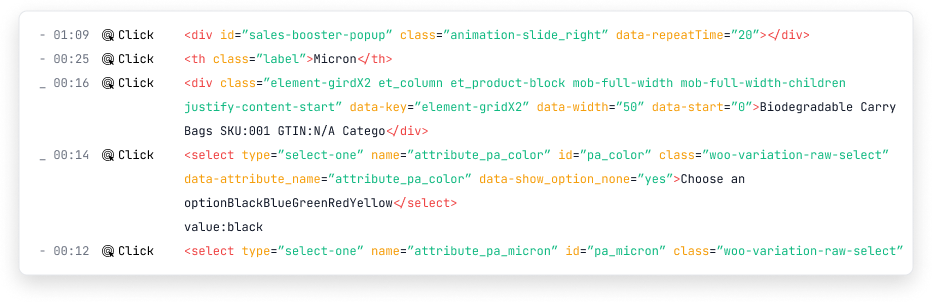 - 01:09 Click <div id="sales-booster-popup" class="animation-slide_right" data-repeatTime="20"></div>
- 00:25 Click <th class="label">Micron</th>
_ 00:16 Click <div class="element-girdX2 et_column et_product-block mob-full-width mob-full-width-children
justify-content-start" data-key="element-gridX2" data-width="50" data-start="0">Biodegradable Carry
Bags SKU:001 GTIN:N/A Catego</div>
_ 00:14 Click <select type="select-one" name="attribute_pa_color" id="pa_color" class="woo-variation-raw-select"
data-attribute_name="attribute_pa_color" data-show_option_none="yes">Choose an
optionBlackBlueGreenRedYellow</select>
value:black
- 00:12 Click <select type="select-one" name="attribute_pa_micron" id="pa_micron" class="woo-variation-raw-select"